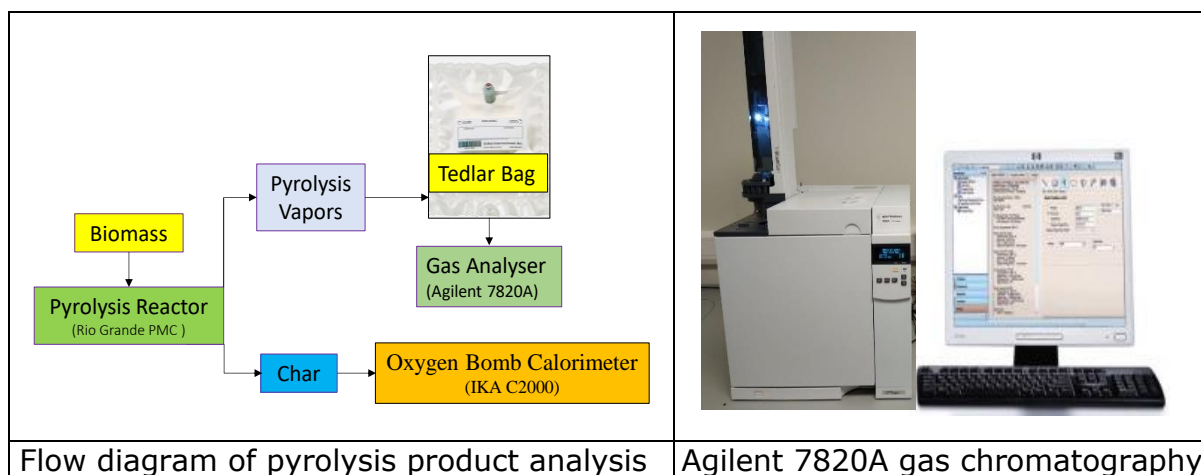 Biomass
Pyrolysis Reactor
(Rio Grande PMC )
Pyrolysis
Vapors
Tedlar Bag
Gas Analyser
(Agilent 7820A)
Char
Oxygen Bomb Calorimeter
(IKA C2000)
Flow diagram of pyrolysis product analysis
Agilent 7820A gas chromatography